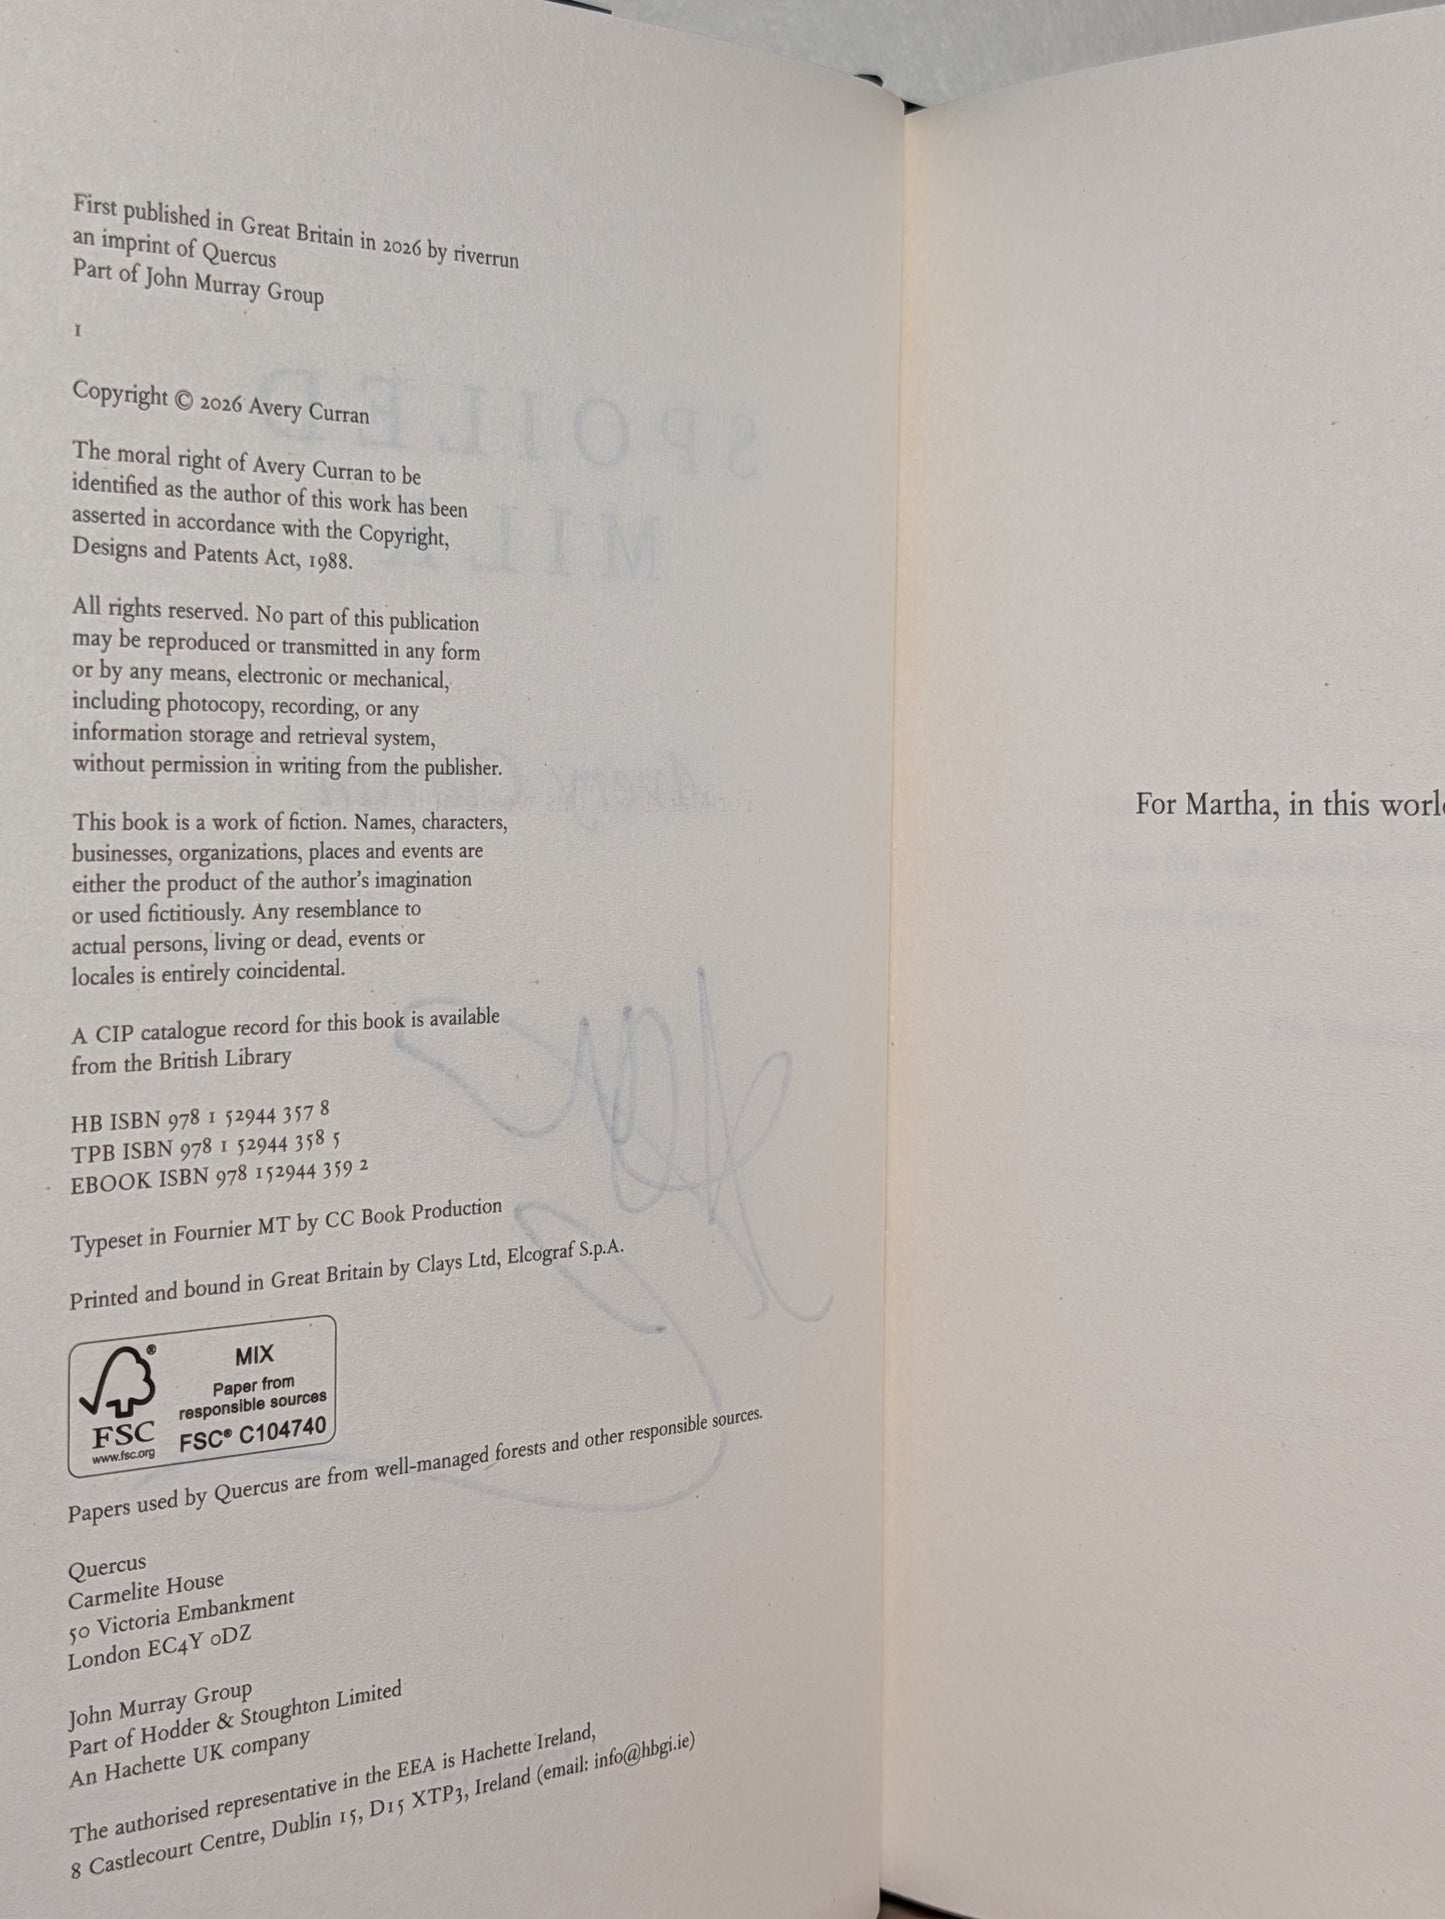 First published in Great Britain in 2026 by riverrun
an imprint of Quercus
Part of John Murray Group
1
Copyright © 2026 Avery Curran
The moral right of Avery Curran to be
identified as the author of this work has been
asserted in accordance with the Copyright,
Designs and Patents Act, 1988.
All rights reserved. No part of this publication
may be reproduced or transmitted in any form
or by any means, electronic or mechanical,
including photocopy, recording, or any
information storage and retrieval system,
without permission in writing from the publisher.
This book is a work of fiction. Names, characters,
businesses, organizations, places and events are
either the product of the author's imagination
or used fictitiously. Any resemblance to
actual persons, living or dead, events or
locales is entirely coincidental.
A CIP catalogue record for this book is available
from the British Library
HB ISBN 978 1 52944 357 8
TPB ISBN 978 1 52944 358 5
EBOOK ISBN 978 152944 359 2
Typeset in Fournier MT by CC Book Production
Printed and bound in Great Britain by Clays Ltd, Elcograf S.p.A.
MIX
Paper from
responsible sources
FSC® C104740
FSC
www.fsc.org
Papers used by Quercus are from well-managed forests and other responsible sources.
Quercus
Carmelite House
50 Victoria Embankment
London EC4Y 0DZ
John Murray Group
Part of Hodder & Stoughton Limited
An Hachette UK company
The authorised representative in the EEA is Hachette Ireland,
8 Castlecourt Centre, Dublin 15, D15 XTP3, Ireland (email: info@hbgi.ie)
SPOILED
MILK
Avery Curran
For Martha, in this